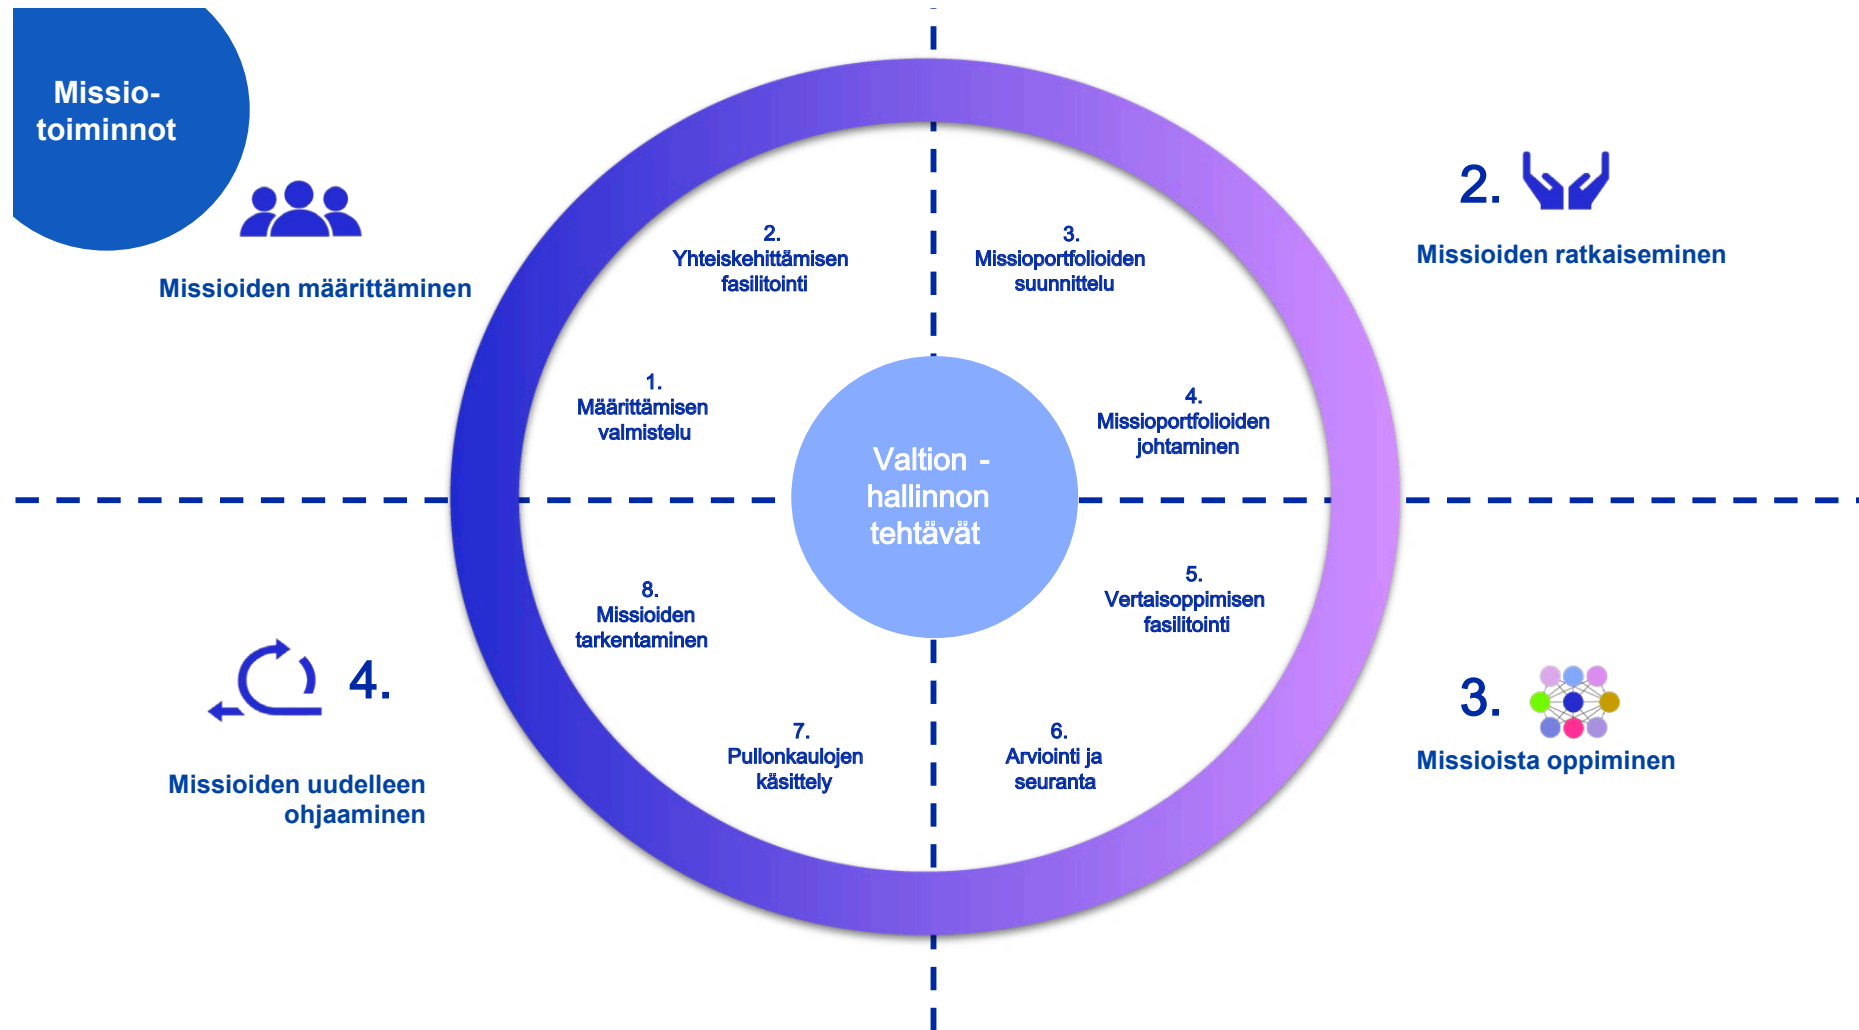 Missio-
toiminnot
Missioiden määrittäminen
2.
Missioiden ratkaiseminen
2.
Yhteiskehittämisen
fasilitointi
3.
Missioportfolioiden
suunnittelu
1.
Määrittämisen
valmistelu
4.
Missioportfolioiden
johtaminen
Valtion -
hallinnon
tehtävät
8.
Missioiden
tarkentaminen
5.
Vertaisoppimisen
fasilitointi
7.
Pullonkaulojen
käsittely
6.
Arviointi ja
seuranta
4.
Missioiden uudelleen
ohjaaminen
3.
Missioista oppiminen